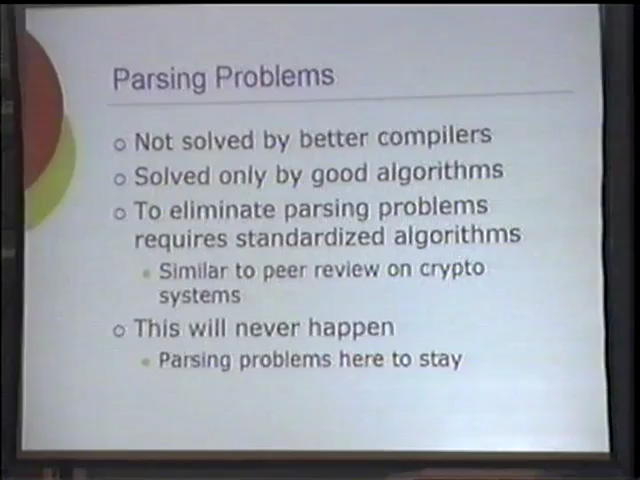 Parsing Problems
Not solved by better compilers
Solved only by good algorithms
To eliminate parsing problems
requires standardized algorithms
Similar to peer review on crypto
systems
This will never happen
Parsing problems here to stay